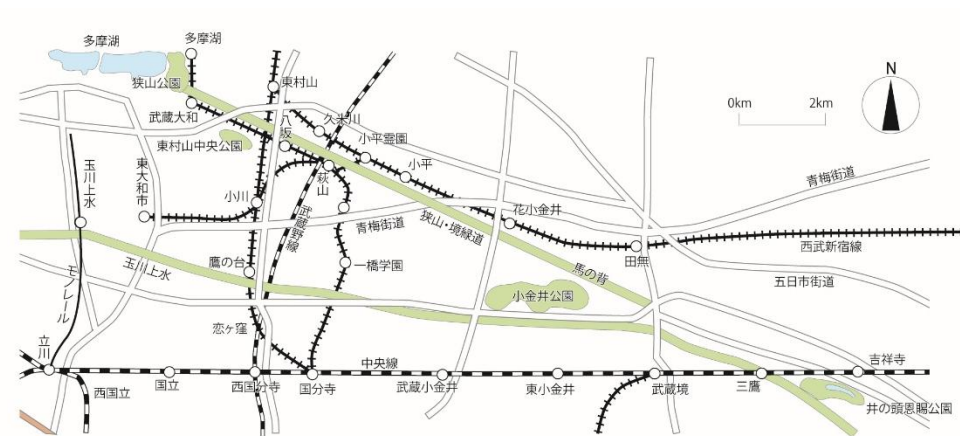 多摩湖
多摩湖
狭山公園
東村山
武蔵大和
八坂
久米川
東村山中央公園
小平霊園
小平
萩山
東大和市
玉川上水
小川
武蔵野線
青梅街道
狭山・境緑道
花小金井
青梅街道
田無
西武新宿線
五日市街道
馬の背
鷹の台
一橋学園
玉川上水
モノレール
小金井公園
恋ヶ窪
立川
中央線
西国立
国立
西国分寺
国分寺
武蔵小金井
東小金井
武蔵境
三鷹
吉祥寺
井の頭恩賜公園
0km 2km
N